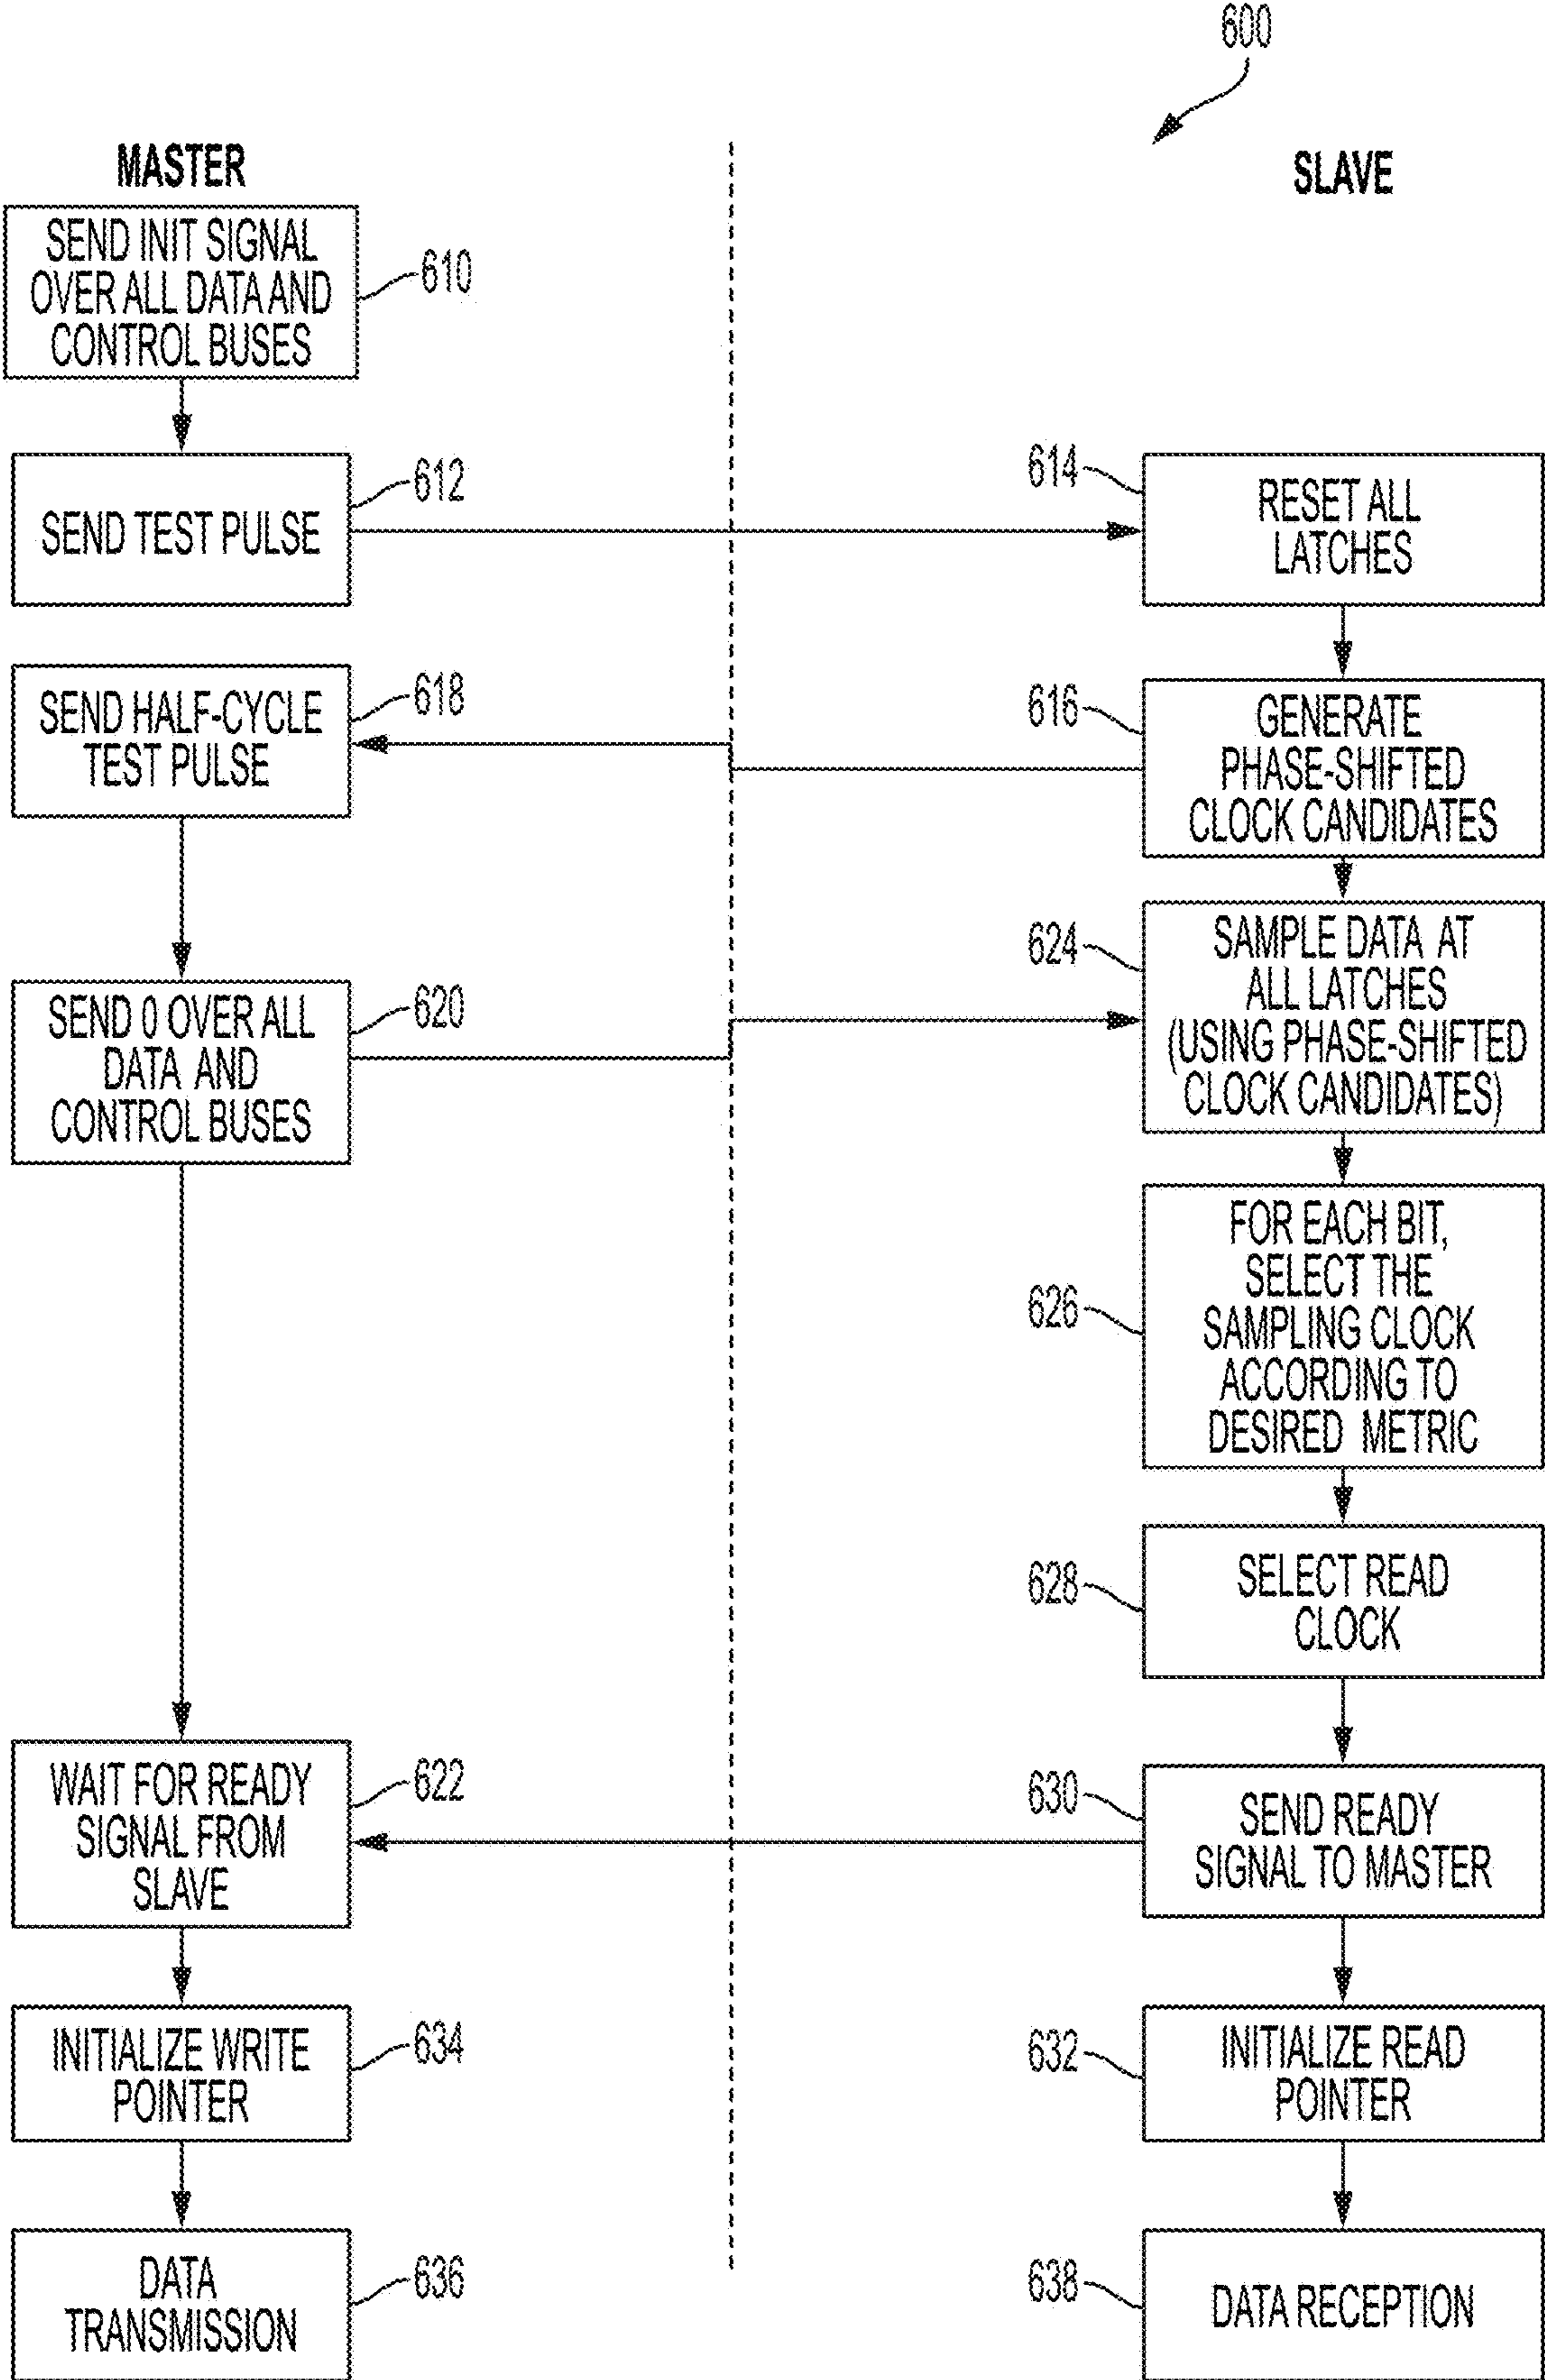 600
MASTER
SLAVE
SEND INIT SIGNAL
OVER ALL DATA AND
CONTROL BUSES
610
SEND TEST PULSE
612
614
RESET ALL
LATCHES
SEND HALF-CYCLE
TEST PULSE
618
616
GENERATE
PHASE-SHIFTED
CLOCK CANDIDATES
SEND 0 OVER ALL
DATA AND
CONTROL BUSES
620
624
SAMPLE DATA AT
ALL LATCHES
(USING PHASE-SHIFTED
CLOCK CANDIDATES)
626
FOR EACH BIT,
SELECT THE
SAMPLING CLOCK
ACCORDING TO
DESIRED METRIC
628
SELECT READ
CLOCK
WAIT FOR READY
SIGNAL FROM
SLAVE
622
630
SEND READY
SIGNAL TO MASTER
INITIALIZE WRITE
POINTER
634
632
INITIALIZE READ
POINTER
DATA
TRANSMISSION
636
638
DATA RECEPTION